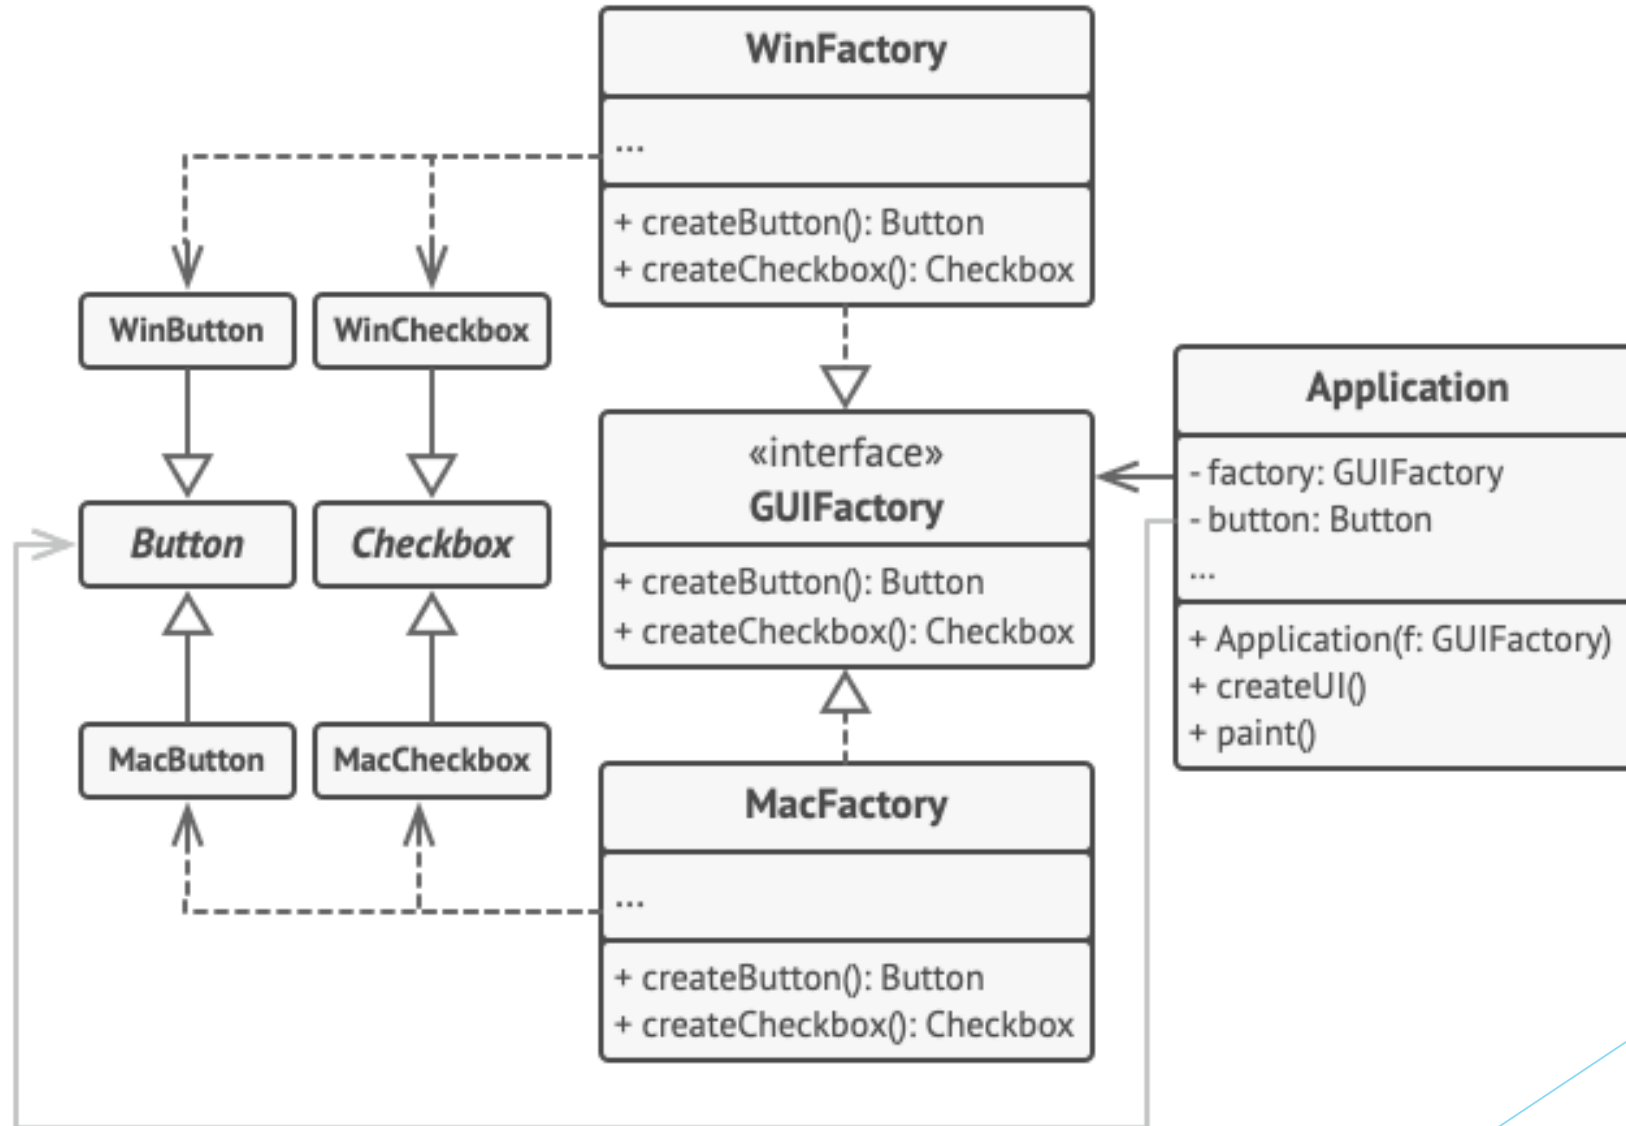 WinFactory
...
+ createButton(): Button
+ createCheckbox(): Checkbox
WinButton
WinCheckbox
Button
Checkbox
MacButton
MacCheckbox
«interface»
GUIFactory
+ createButton(): Button
+ createCheckbox(): Checkbox
Application
- factory: GUIFactory
- button: Button
...
+ Application(f: GUIFactory)
+ createUI()
+ paint()
MacFactory
...
+ createButton(): Button
+ createCheckbox(): Checkbox